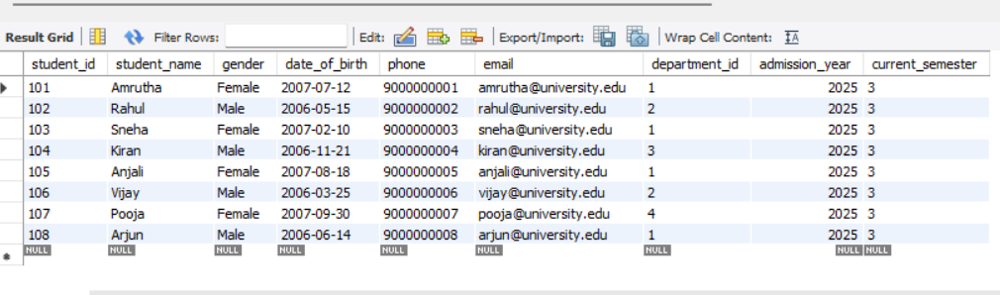 Result Grid Filter Rows: Edit: Export/Import: Wrap Cell Content: IA
student_id student_name gender date_of_birth phone email department_id admission_year current_semester
101 Amrutha Female 2007-07-12 9000000001 amrutha@university.edu 1 2025 3
102 Rahul Male 2006-05-15 9000000002 rahul@university.edu 2 2025 3
103 Sneha Female 2007-02-10 9000000003 sneha@university.edu 1 2025 3
104 Kiran Male 2006-11-21 9000000004 kiran@university.edu 3 2025 3
105 Anjali Female 2007-08-18 9000000005 anjali@university.edu 1 2025 3
106 Vijay Male 2006-03-25 9000000006 vijay@university.edu 2 2025 3
107 Pooja Female 2007-09-30 9000000007 pooja@university.edu 4 2025 3
108 Arjun Male 2006-06-14 9000000008 arjun@university.edu 1 2025 3
NULL NULL NULL NULL NULL NULL NULL NULL NULL